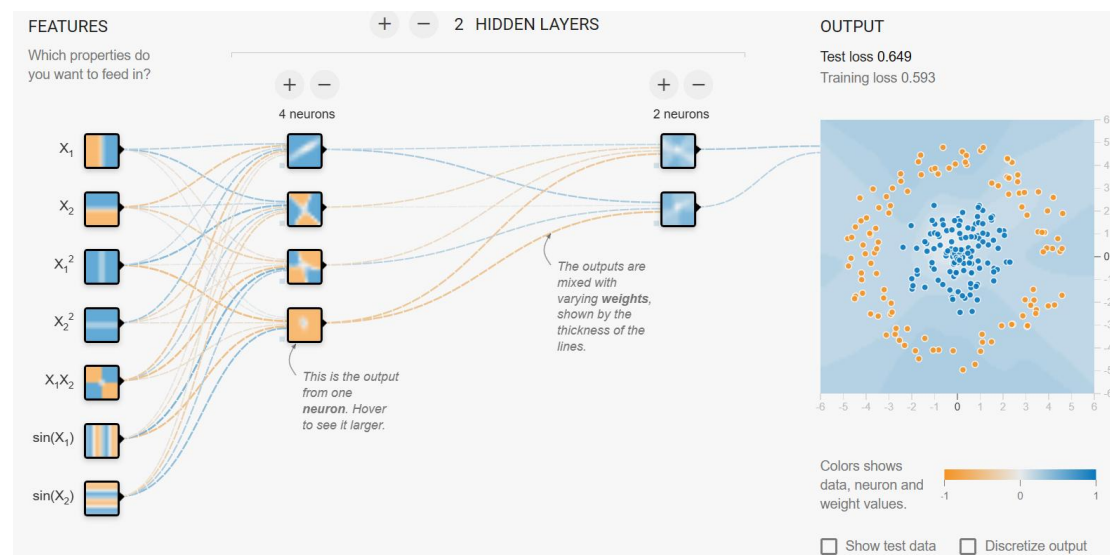 FEATURES
Which properties do
you want to feed in?
+ − 2 HIDDEN LAYERS
+ −
4 neurons
+ −
2 neurons
X₁
X₂
X₁²
X₂²
X₁X₂
sin(X₁)
sin(X₂)
This is the output
from one
neuron. Hover
to see it larger.
The outputs are
mixed with
varying weights,
shown by the
thickness of the
lines.
OUTPUT
Test loss 0.649
Training loss 0.593
6
5
4
3
2
1
0
-1
-2
-3
-4
-5
-6
-6 -5 -4 -3 -2 -1 0 1 2 3 4 5 6
Colors shows
data, neuron and
weight values.
-1 0 1
Show test data Discretize output